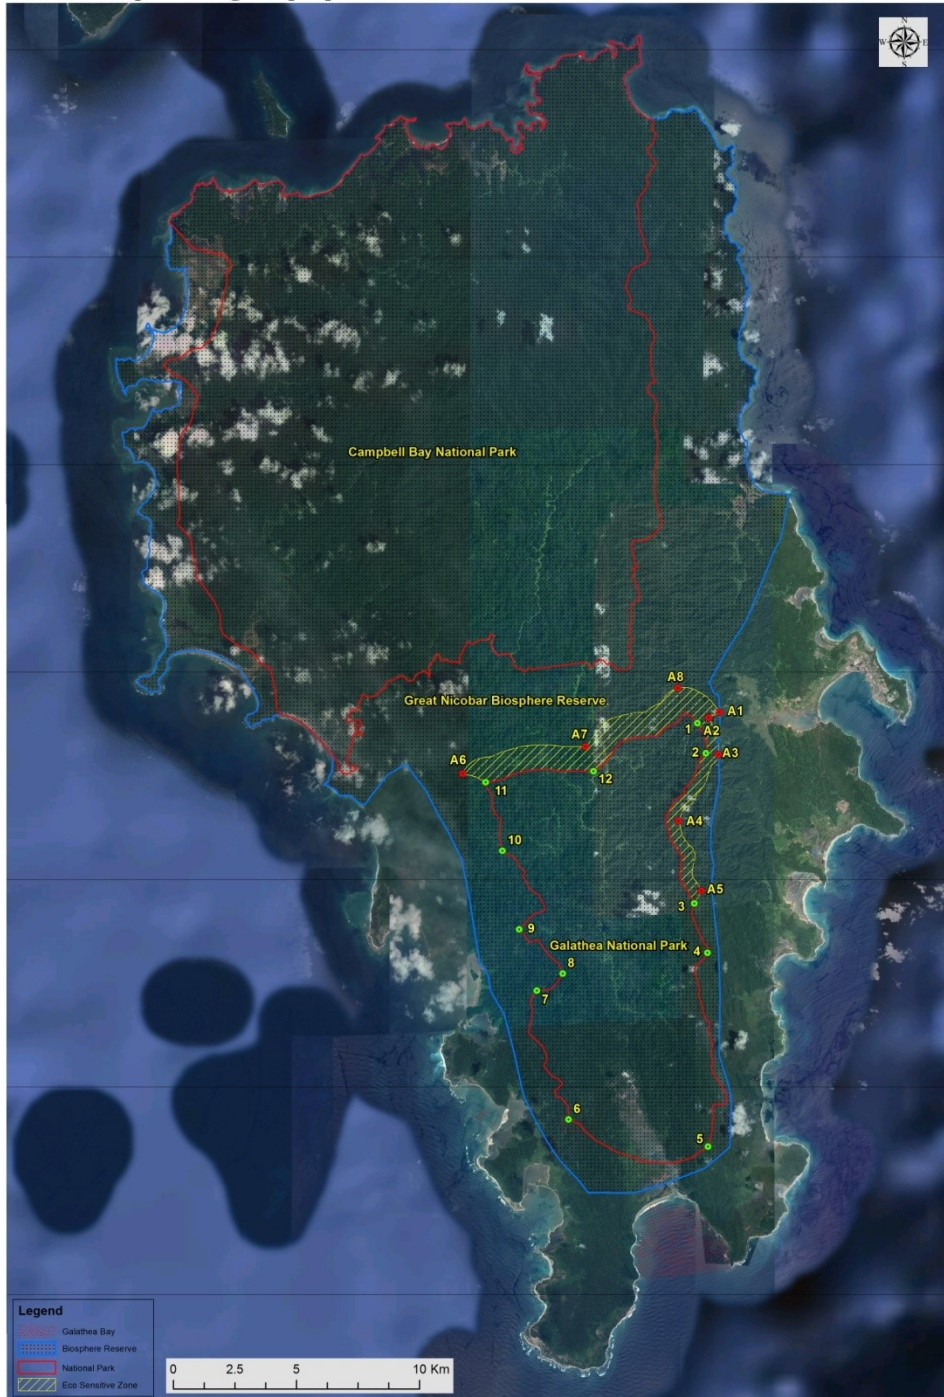 N
W E
S
Campbell Bay National Park
A8
Great Nicobar Biosphere Reserve
A1
1 A2
A7
2 A3
A6
12
11
A4
10
A5
3
9
Galathea National Park
4
8
7
6
5
Legend
Galathea Bay
Biosphere Reserve
National Park
Eco Sensitive Zone
0 2.5 5 10 Km